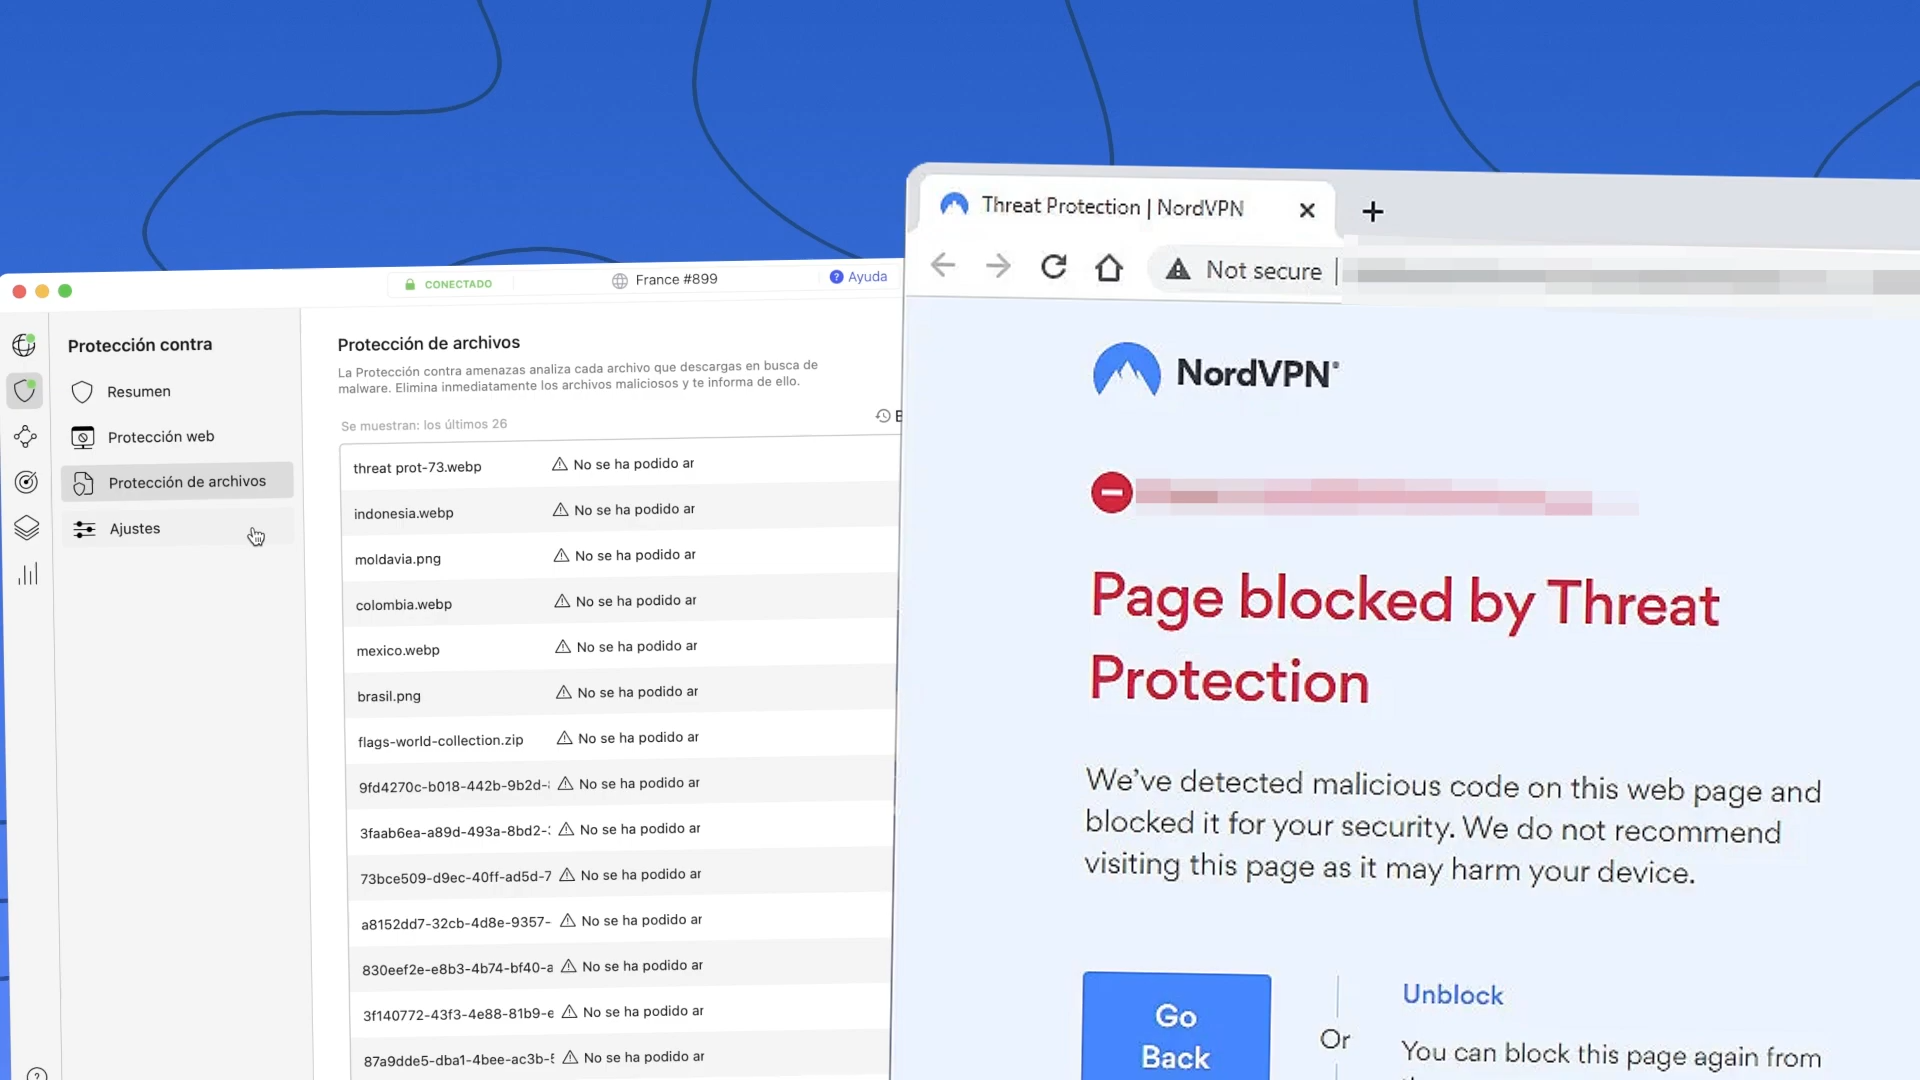 CONECTADO
France #899
Ayuda
Protección contra
Resumen
Protección web
Protección de archivos
Ajustes
Protección de archivos
La Protección contra amenazas analiza cada archivo que descargas en busca de
malware. Elimina inmediatamente los archivos maliciosos y te informa de ello.
Se muestran: los últimos 26
threat prot-73.webp No se ha podido ar
indonesia.webp No se ha podido ar
moldavia.png No se ha podido ar
colombia.webp No se ha podido ar
mexico.webp No se ha podido ar
brasil.png No se ha podido ar
flags-world-collection.zip No se ha podido ar
9fd4270c-b018-442b-9b2d- No se ha podido ar
3faab6ea-a89d-493a-8bd2- No se ha podido ar
73bce509-d9ec-40ff-ad5d-7 No se ha podido ar
a8152dd7-32cb-4d8e-9357- No se ha podido ar
830eef2e-e8b3-4b74-bf40-a No se ha podido ar
3f140772-43f3-4e88-81b9-e No se ha podido ar
87a9dde5-dba1-4bee-ac3b- No se ha podido ar
Threat Protection | NordVPN
Not secure
NordVPN®
Page blocked by Threat
Protection
We've detected malicious code on this web page and
blocked it for your security. We do not recommend
visiting this page as it may harm your device.
Go
Back
Or
Unblock
You can block this page again from